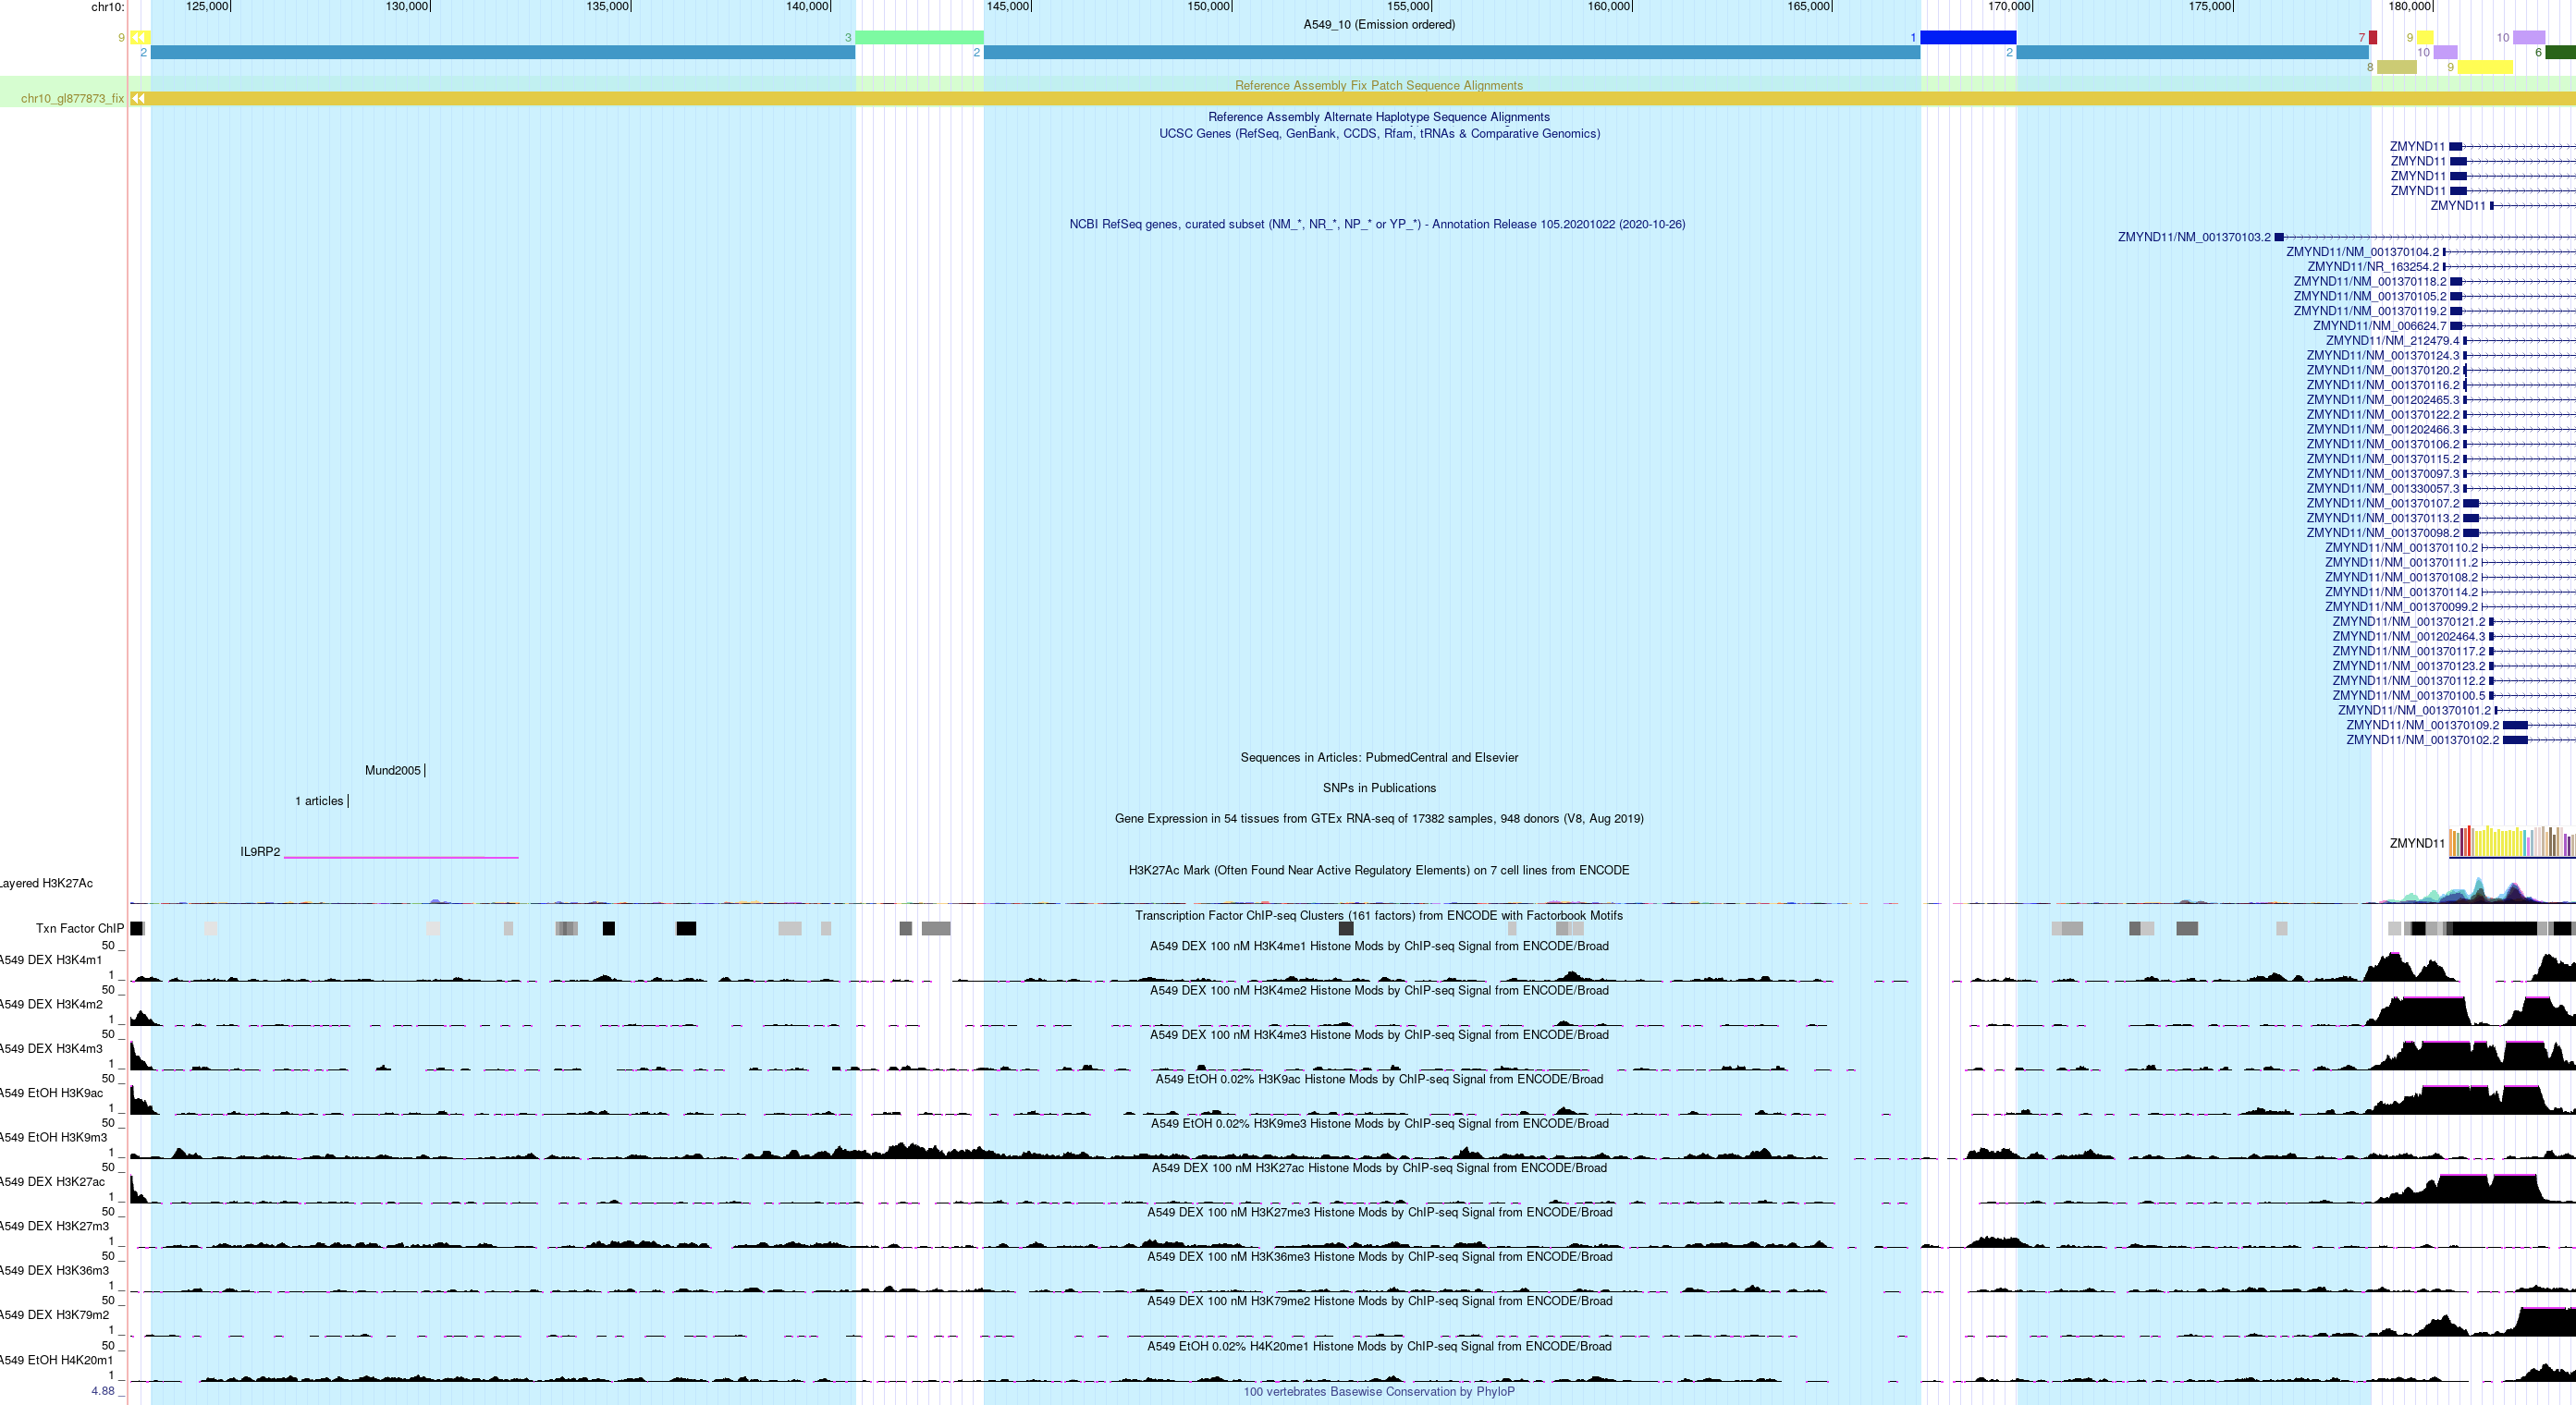 chr10: 125,000 130,000 135,000 140,000 145,000 150,000 155,000 160,000 165,000 170,000 175,000 180,000
A549_10 (Emission ordered)
9 3 1 7 9 10
2 2 2 10 6
8 9
Reference Assembly Fix Patch Sequence Alignments
chr10_gl877873_fix
Reference Assembly Alternate Haplotype Sequence Alignments
UCSC Genes (RefSeq, GenBank, CCDS, Rfam, tRNAs & Comparative Genomics)
ZMYND11
ZMYND11
ZMYND11
ZMYND11
ZMYND11
NCBI RefSeq genes, curated subset (NM_*, NR_*, NP_* or YP_*) - Annotation Release 105.20201022 (2020-10-26)
ZMYND11/NM_001370103.2
ZMYND11/NM_001370104.2
ZMYND11/NR_163254.2
ZMYND11/NM_001370118.2
ZMYND11/NM_001370105.2
ZMYND11/NM_001370119.2
ZMYND11/NM_006624.7
ZMYND11/NM_212479.4
ZMYND11/NM_001370124.3
ZMYND11/NM_001370120.2
ZMYND11/NM_001370116.2
ZMYND11/NM_001202465.3
ZMYND11/NM_001370122.2
ZMYND11/NM_001202466.3
ZMYND11/NM_001370106.2
ZMYND11/NM_001370115.2
ZMYND11/NM_001370097.3
ZMYND11/NM_001330057.3
ZMYND11/NM_001370107.2
ZMYND11/NM_001370113.2
ZMYND11/NM_001370098.2
ZMYND11/NM_001370110.2
ZMYND11/NM_001370111.2
ZMYND11/NM_001370108.2
ZMYND11/NM_001370114.2
ZMYND11/NM_001370099.2
ZMYND11/NM_001370121.2
ZMYND11/NM_001202464.3
ZMYND11/NM_001370117.2
ZMYND11/NM_001370123.2
ZMYND11/NM_001370112.2
ZMYND11/NM_001370100.5
ZMYND11/NM_001370101.2
ZMYND11/NM_001370109.2
ZMYND11/NM_001370102.2
Sequences in Articles: PubmedCentral and Elsevier
Mund2005
SNPs in Publications
1 articles
Gene Expression in 54 tissues from GTEx RNA-seq of 17382 samples, 948 donors (V8, Aug 2019)
ZMYND11
IL9RP2
H3K27Ac Mark (Often Found Near Active Regulatory Elements) on 7 cell lines from ENCODE
Layered H3K27Ac
Transcription Factor ChIP-seq Clusters (161 factors) from ENCODE with Factorbook Motifs
Txn Factor ChIP
A549 DEX 100 nM H3K4me1 Histone Mods by ChIP-seq Signal from ENCODE/Broad
50 _
A549 DEX H3K4m1
1 _
A549 DEX 100 nM H3K4me2 Histone Mods by ChIP-seq Signal from ENCODE/Broad
50 _
A549 DEX H3K4m2
1 _
A549 DEX 100 nM H3K4me3 Histone Mods by ChIP-seq Signal from ENCODE/Broad
50 _
A549 DEX H3K4m3
1 _
A549 EtOH 0.02% H3K9ac Histone Mods by ChIP-seq Signal from ENCODE/Broad
50 _
A549 EtOH H3K9ac
1 _
A549 EtOH 0.02% H3K9me3 Histone Mods by ChIP-seq Signal from ENCODE/Broad
50 _
A549 EtOH H3K9m3
1 _
A549 DEX 100 nM H3K27ac Histone Mods by ChIP-seq Signal from ENCODE/Broad
50 _
A549 DEX H3K27ac
1 _
A549 DEX 100 nM H3K27me3 Histone Mods by ChIP-seq Signal from ENCODE/Broad
50 _
A549 DEX H3K27m3
1 _
A549 DEX 100 nM H3K36me3 Histone Mods by ChIP-seq Signal from ENCODE/Broad
50 _
A549 DEX H3K36m3
1 _
A549 DEX 100 nM H3K79me2 Histone Mods by ChIP-seq Signal from ENCODE/Broad
50 _
A549 DEX H3K79m2
1 _
A549 EtOH 0.02% H4K20me1 Histone Mods by ChIP-seq Signal from ENCODE/Broad
50 _
A549 EtOH H4K20m1
1 _
100 vertebrates Basewise Conservation by PhyloP
4.88 _